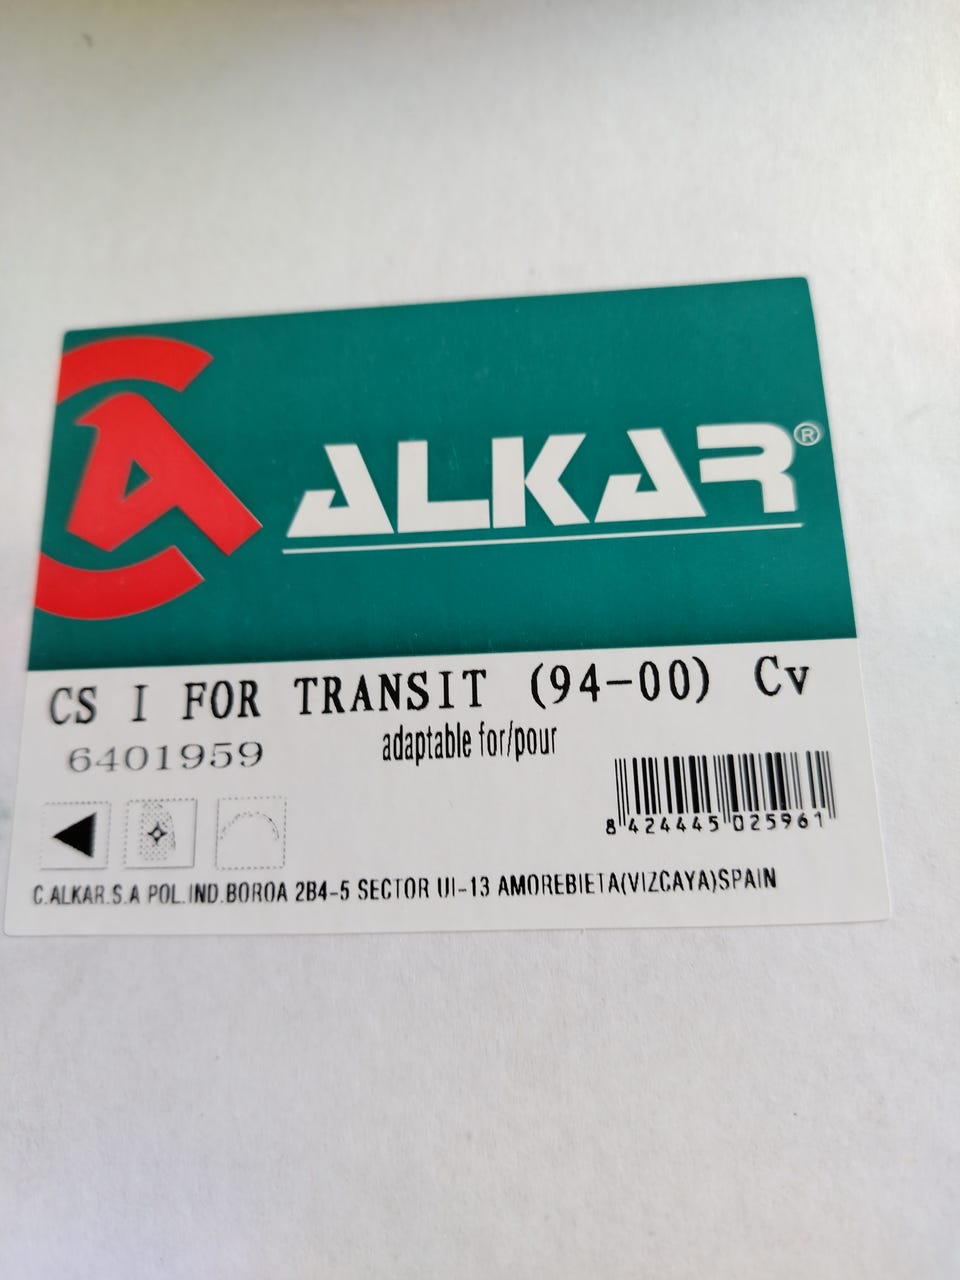 ALKAR®
CS I FOR TRANSIT (94-00) Cv
6401959
adaptable for/pour
8 424445 025961
C.ALKAR.S.A POL.IND.BOROA 2B4-5 SECTOR UI-13 AMOREBIETA(VIZCAYA)SPAIN